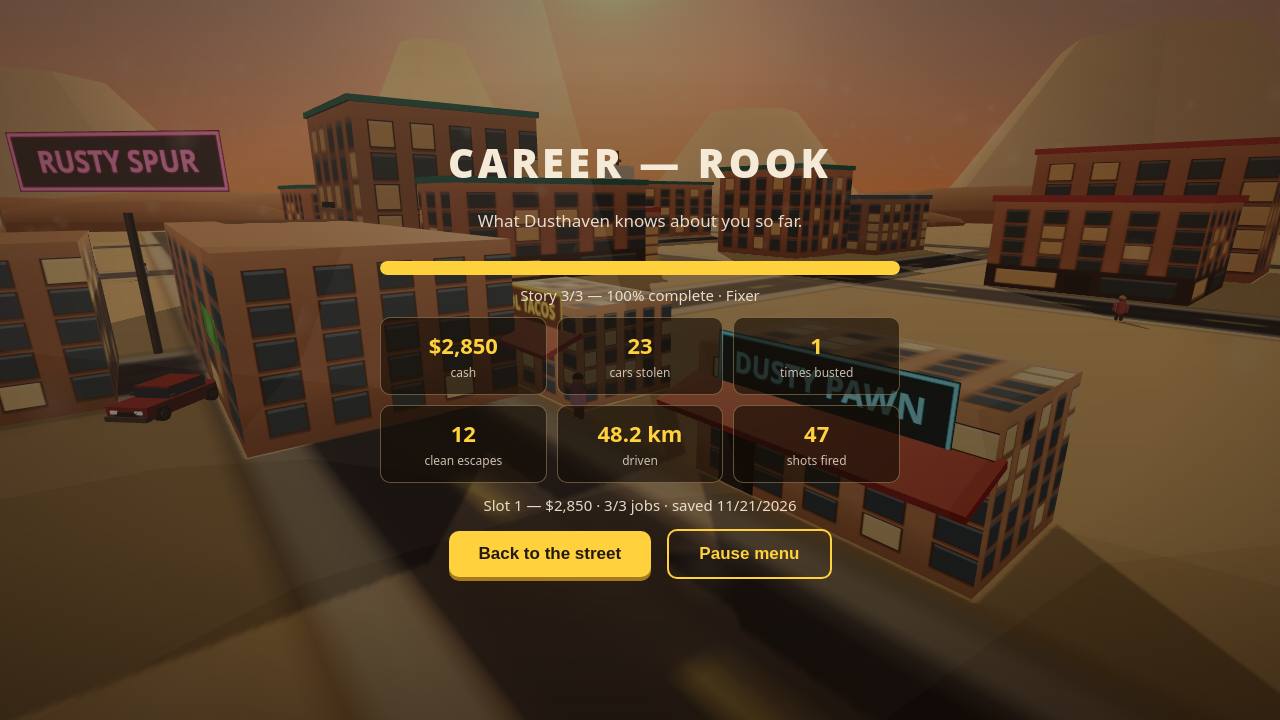 RUSTY SPUR
CAREER — ROOK
What Dusthaven knows about you so far.
Story 3/3 — 100% complete · Fixer
TACOS
$2,850
cash
23
cars stolen
1
times busted
DUSTY PAWN
12
clean escapes
48.2 km
driven
47
shots fired
Slot 1 — $2,850 · 3/3 jobs · saved 11/21/2026
Back to the street
Pause menu